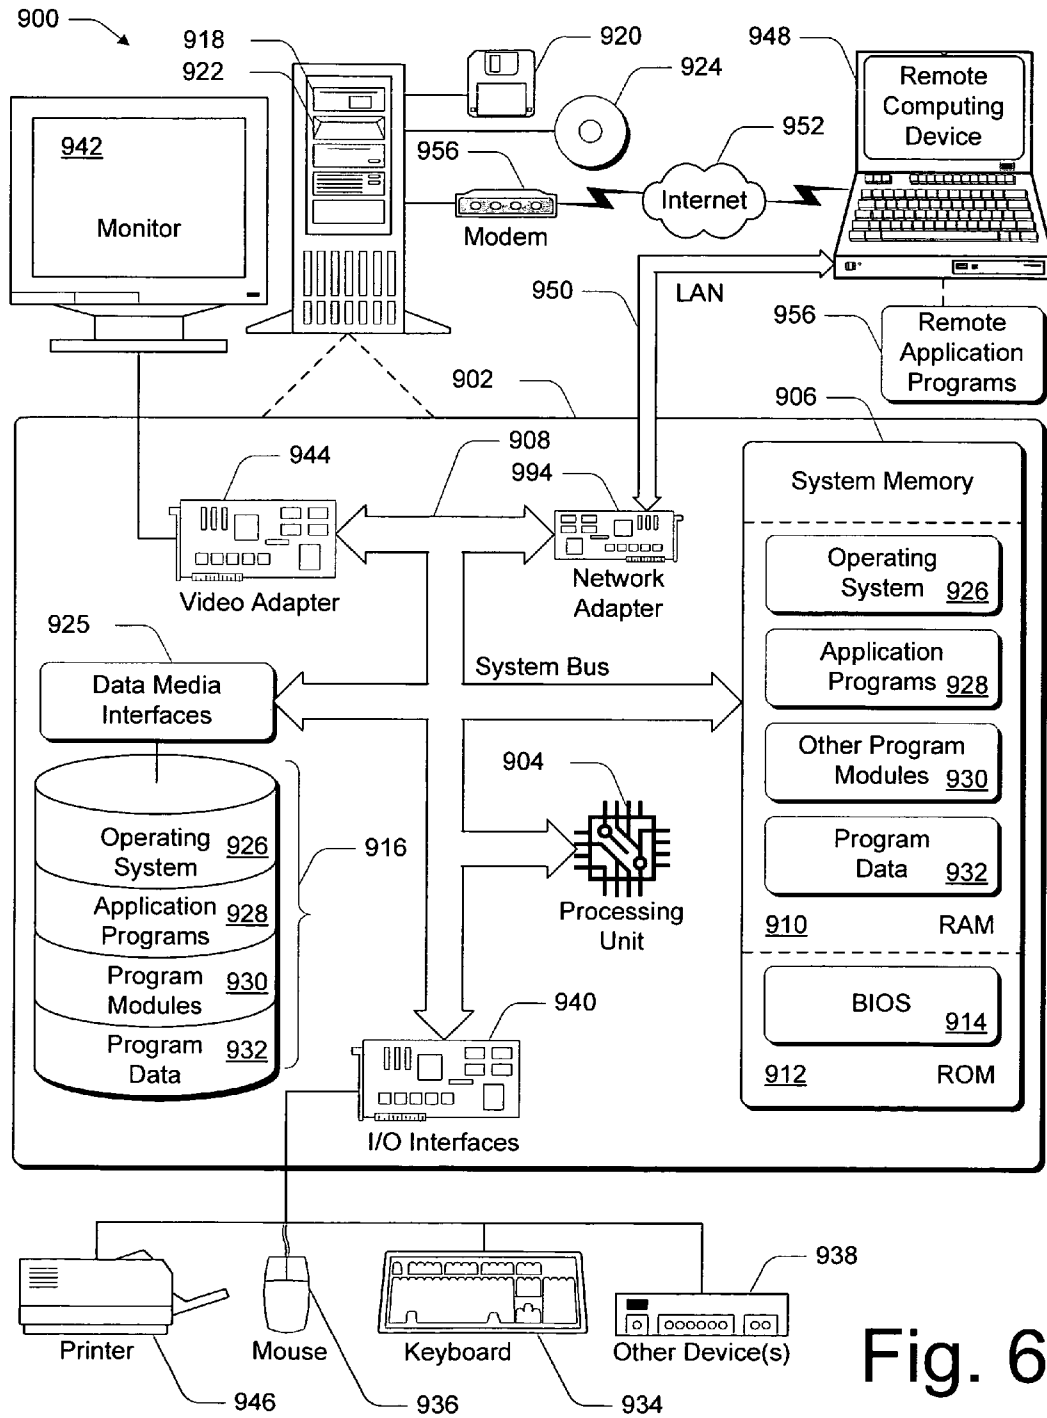 900
918
922
920
924
948
Remote
Computing
Device
942
Monitor
956
Modem
952
Internet
950
LAN
956
Remote
Application
Programs
902
906
944
908
994
Video Adapter
Network
Adapter
System Memory
Operating
System 926
Application
Programs 928
Other Program
Modules 930
Program
Data 932
910 RAM
BIOS
914
912 ROM
925
Data Media
Interfaces
System Bus
904
Processing
Unit
Operating
System 926
Application
Programs 928
Program
Modules 930
Program
Data 932
916
940
I/O Interfaces
Printer
946
Mouse
936
Keyboard
934
938
Other Device(s)
Fig. 6